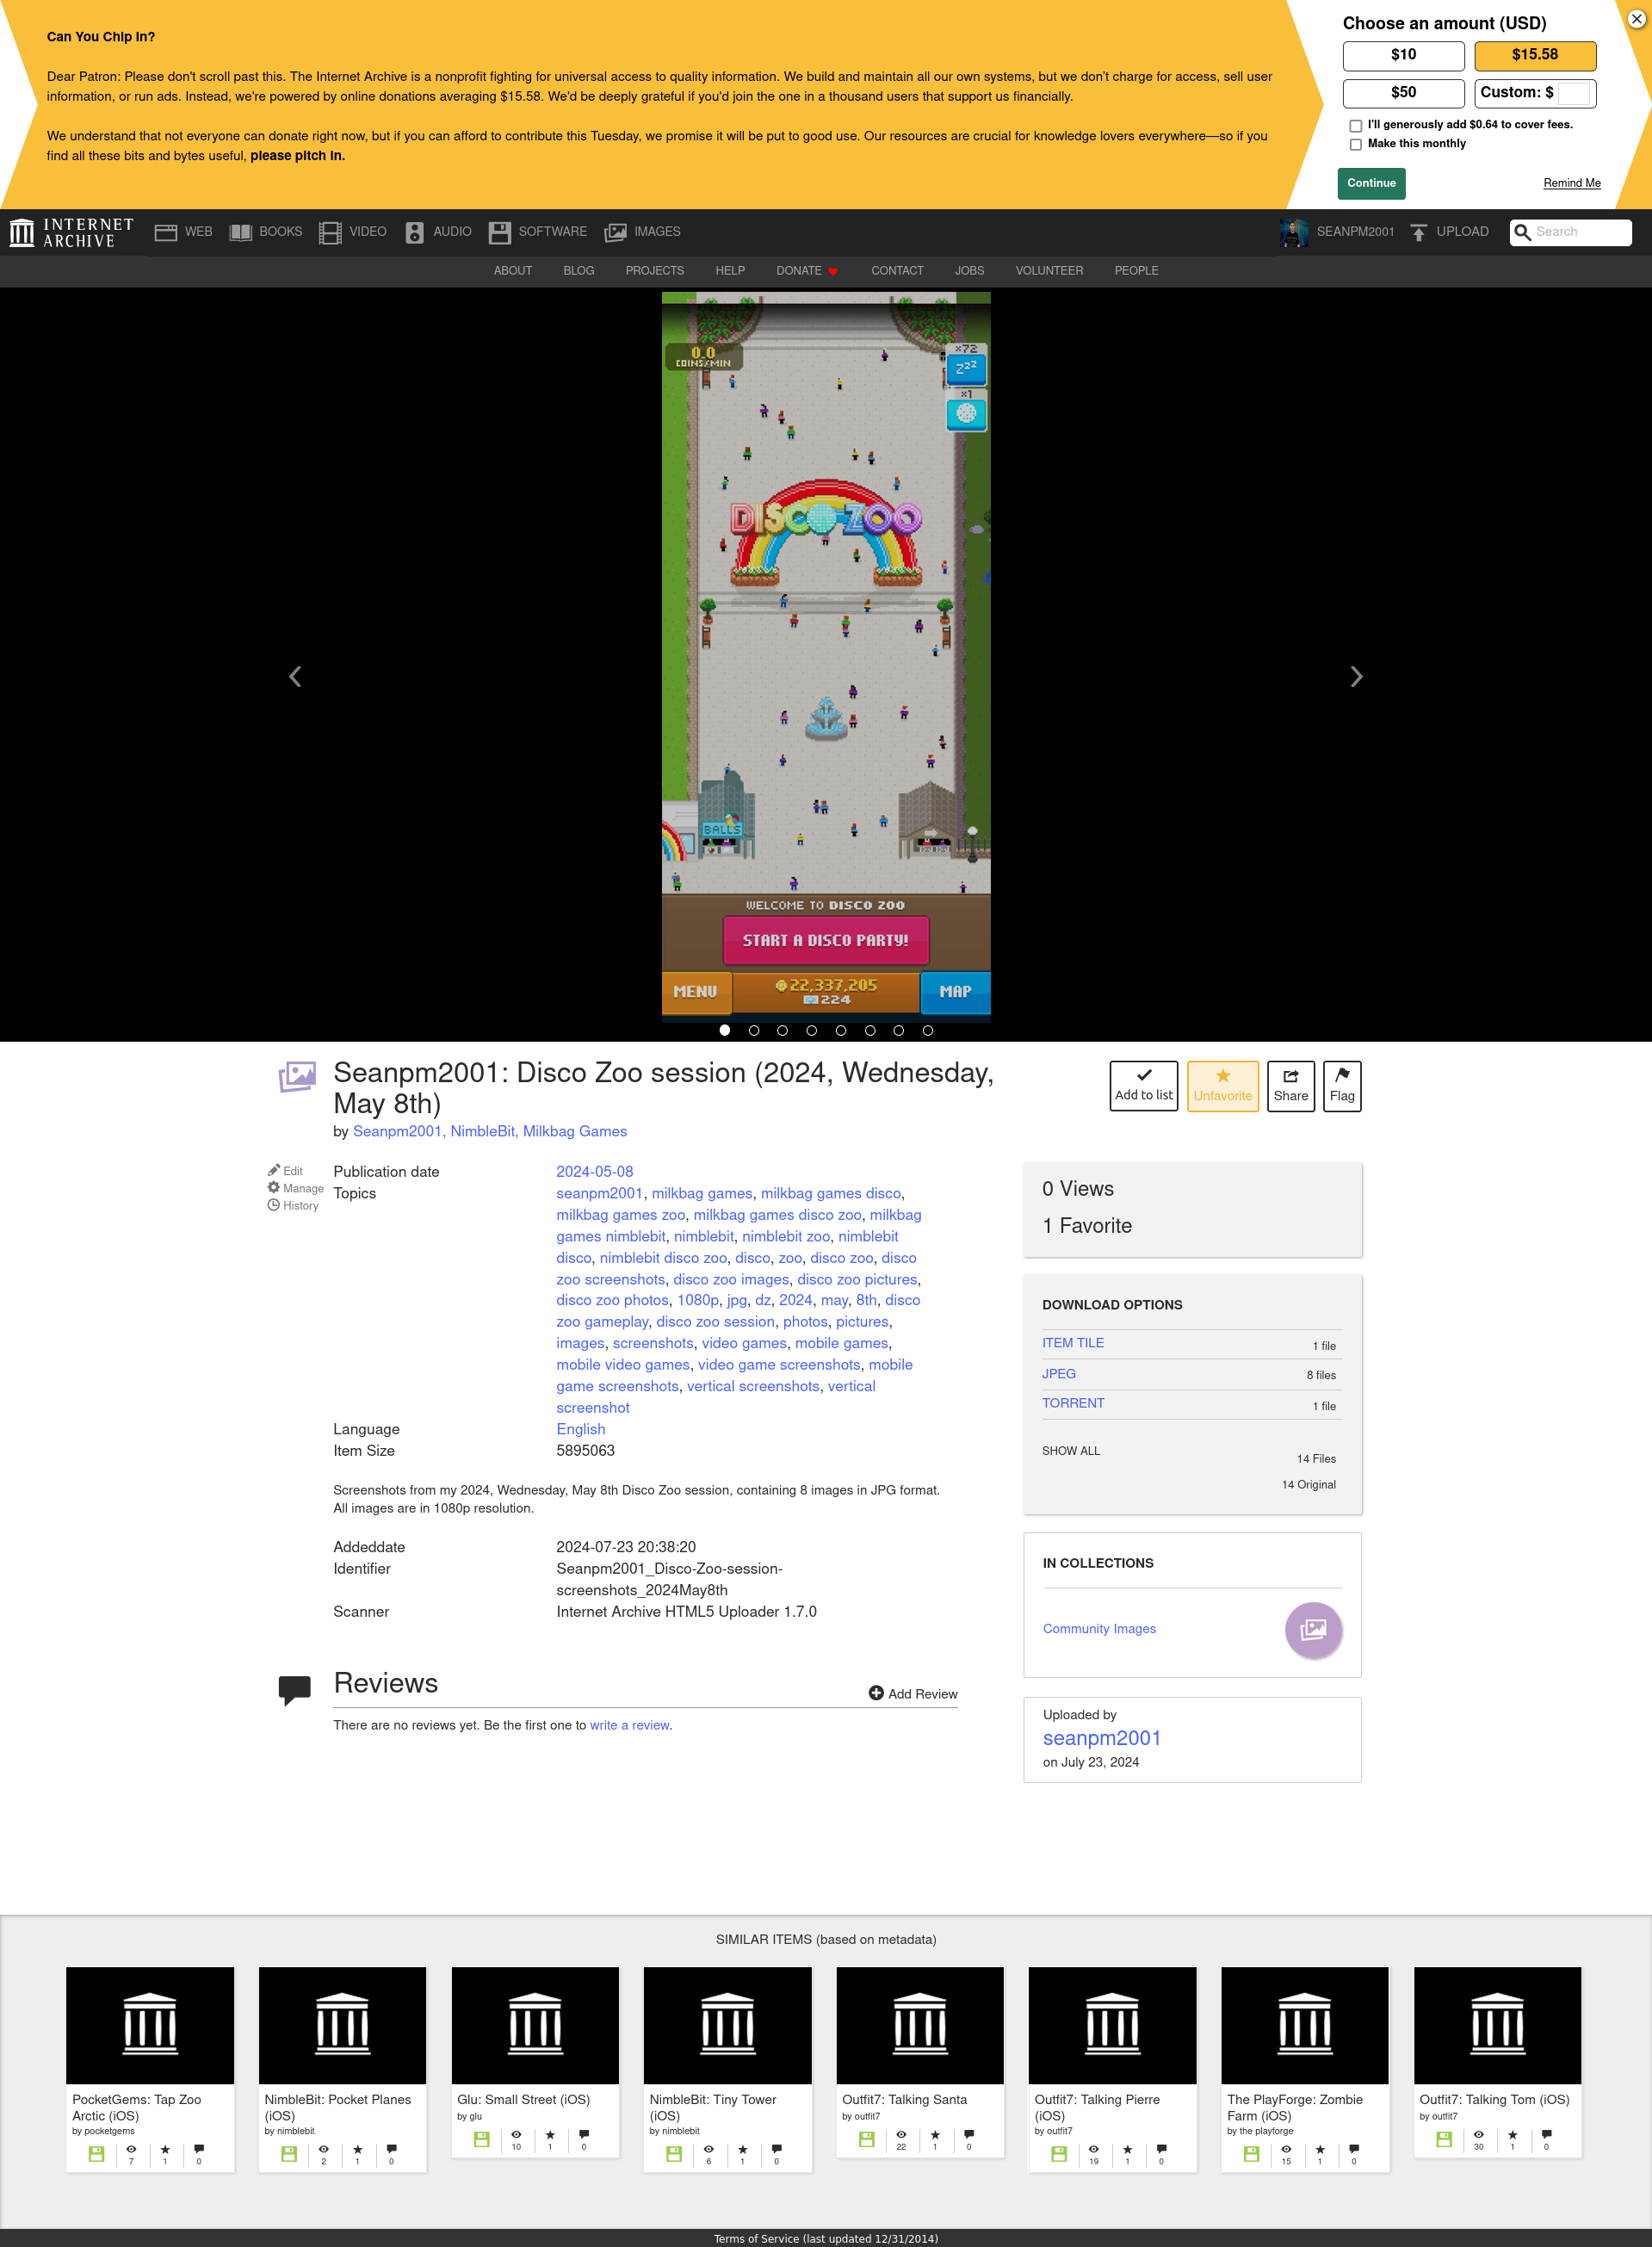 Can You Chip In?
Dear Patron: Please don't scroll past this. The Internet Archive is a nonprofit fighting for universal access to quality information. We build and maintain all our own systems, but we don't charge for access, sell user
information, or run ads. Instead, we're powered by online donations averaging $15.58. We'd be deeply grateful if you'd join the one in a thousand users that support us financially.
We understand that not everyone can donate right now, but if you can afford to contribute this Tuesday, we promise it will be put to good use. Our resources are crucial for knowledge lovers everywhere—so if you
find all these bits and bytes useful, please pitch in.
Choose an amount (USD)
$10 $15.58
$50 Custom: $
I'll generously add $0.64 to cover fees.
Make this monthly
Continue Remind Me
INTERNET
ARCHIVE
WEB BOOKS VIDEO AUDIO SOFTWARE IMAGES SEANPM2001 UPLOAD Search
ABOUT BLOG PROJECTS HELP DONATE CONTACT JOBS VOLUNTEER PEOPLE
0.0
COINS/MIN
×72
Zzz
×1
DISCO ZOO
BALLS
WELCOME TO DISCO ZOO
START A DISCO PARTY!
MENU 22,337,205 MAP
224
Seanpm2001: Disco Zoo session (2024, Wednesday,
May 8th)
by Seanpm2001, NimbleBit, Milkbag Games
Add to list Unfavorite Share Flag
Edit
Manage
History
Publication date 2024-05-08
Topics seanpm2001, milkbag games, milkbag games disco,
milkbag games zoo, milkbag games disco zoo, milkbag
games nimblebit, nimblebit, nimblebit zoo, nimblebit
disco, nimblebit disco zoo, disco, zoo, disco zoo, disco
zoo screenshots, disco zoo images, disco zoo pictures,
disco zoo photos, 1080p, jpg, dz, 2024, may, 8th, disco
zoo gameplay, disco zoo session, photos, pictures,
images, screenshots, video games, mobile games,
mobile video games, video game screenshots, mobile
game screenshots, vertical screenshots, vertical
screenshot
Language English
Item Size 5895063
Screenshots from my 2024, Wednesday, May 8th Disco Zoo session, containing 8 images in JPG format.
All images are in 1080p resolution.
Addeddate 2024-07-23 20:38:20
Identifier Seanpm2001_Disco-Zoo-session-
screenshots_2024May8th
Scanner Internet Archive HTML5 Uploader 1.7.0
Reviews
Add Review
There are no reviews yet. Be the first one to write a review.
0 Views
1 Favorite
DOWNLOAD OPTIONS
ITEM TILE 1 file
JPEG 8 files
TORRENT 1 file
SHOW ALL 14 Files
14 Original
IN COLLECTIONS
Community Images
Uploaded by
seanpm2001
on July 23, 2024
SIMILAR ITEMS (based on metadata)
PocketGems: Tap Zoo
Arctic (iOS)
by pocketgems
7 1 0
NimbleBit: Pocket Planes
(iOS)
by nimblebit
2 1 0
Glu: Small Street (iOS)
by glu
10 1 0
NimbleBit: Tiny Tower
(iOS)
by nimblebit
6 1 0
Outfit7: Talking Santa
by outfit7
22 1 0
Outfit7: Talking Pierre
(iOS)
by outfit7
19 1 0
The PlayForge: Zombie
Farm (iOS)
by the playforge
15 1 0
Outfit7: Talking Tom (iOS)
by outfit7
30 1 0
Terms of Service (last updated 12/31/2014)